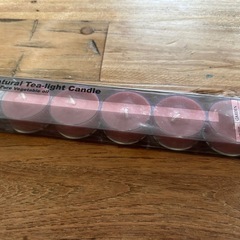 atural Tea-light Candle
Pure Vegetable oil